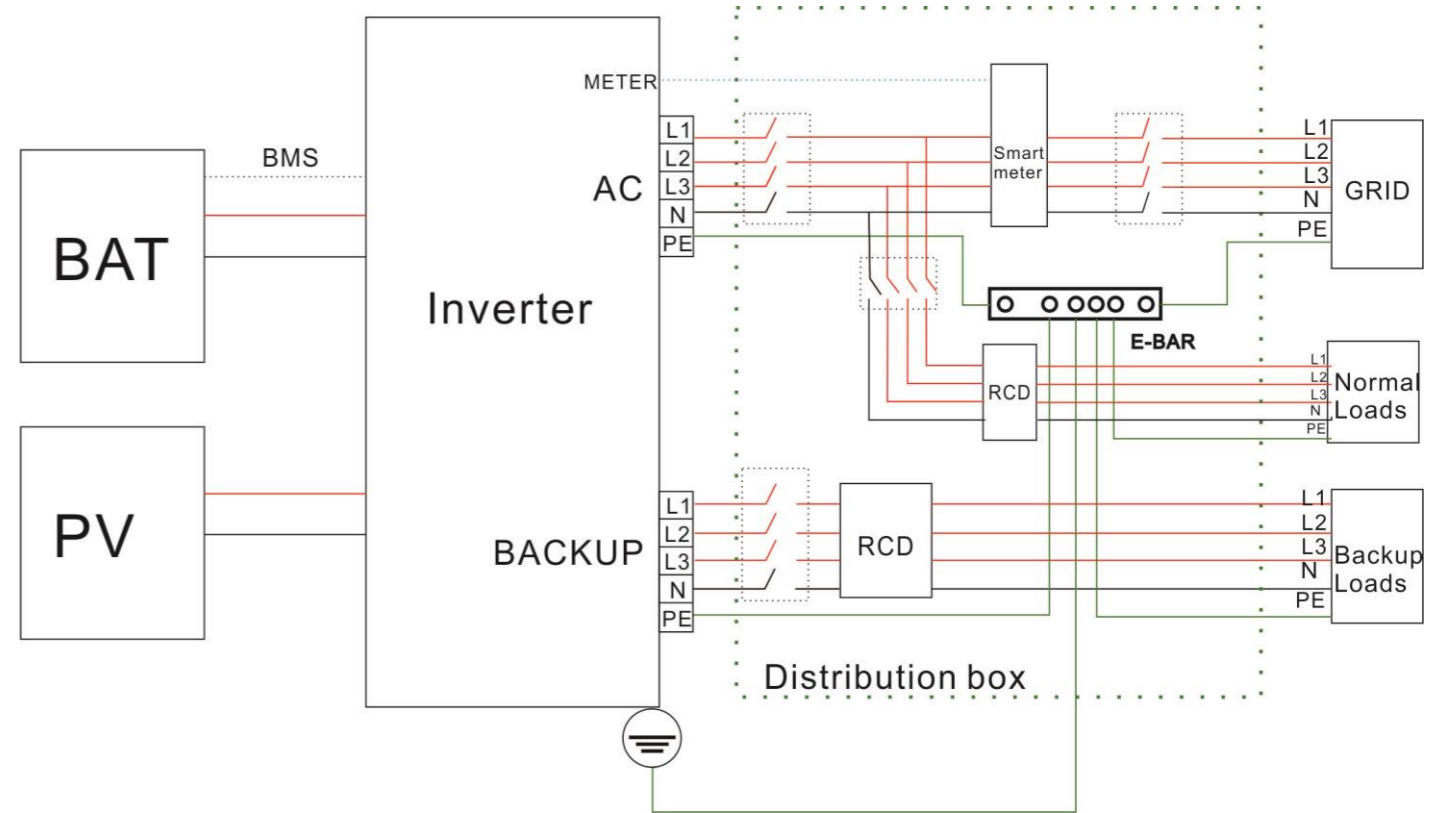 METER
L1
L2
L3
N
PE
AC
BMS
BAT
Inverter
Smart
meter
L1
L2
L3
N
PE
GRID
E-BAR
RCD
L1
L2
L3
N
PE
Normal
Loads
PV
BACKUP
L1
L2
L3
N
PE
RCD
L1
L2
L3
N
PE
Backup
Loads
Distribution box